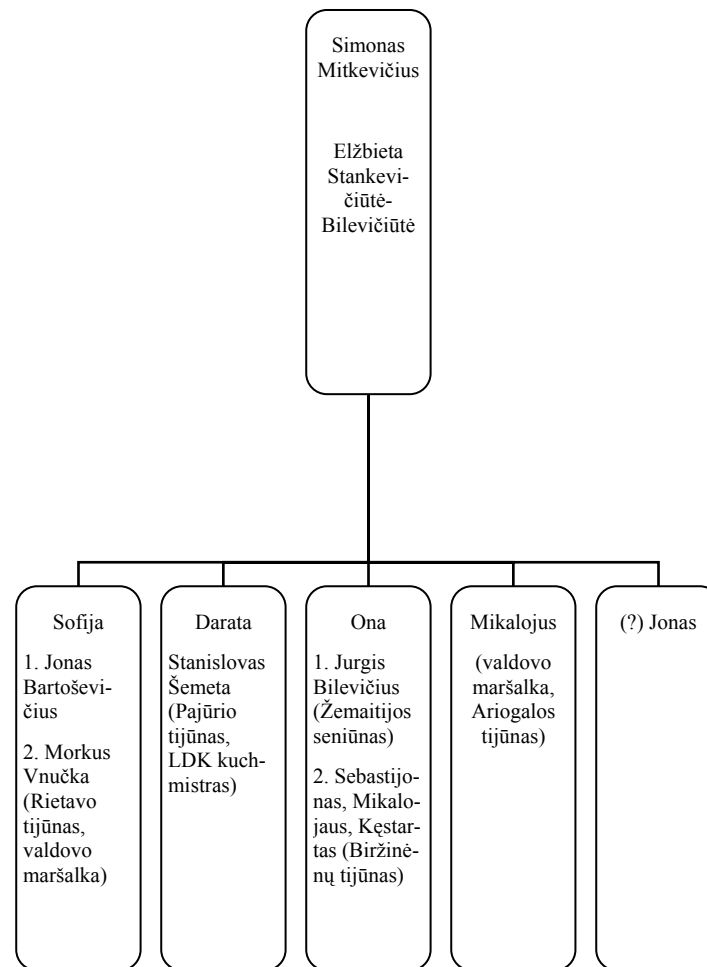 Simonas
Mitkevičius
Elžbieta
Stankevi-
čiūtė-
Bilevičiūtė
Sofija
1. Jonas
Bartoševi-
čius
2. Morkus
Vnučka
(Rietavo
tijūnas,
valdovo
maršalka)
Darata
Stanislovas
Šemeta
(Pajūrio
tijūnas,
LDK kuch-
mistras)
Ona
1. Jurgis
Bilevičius
(Žemaitijos
seniūnas)
2. Sebastijo-
nas, Mikalo-
jaus, Kęstar-
tas (Biržinė-
nų tijūnas)
Mikalojus
(valdovo
maršalka,
Ariogalos
tijūnas)
(?) Jonas